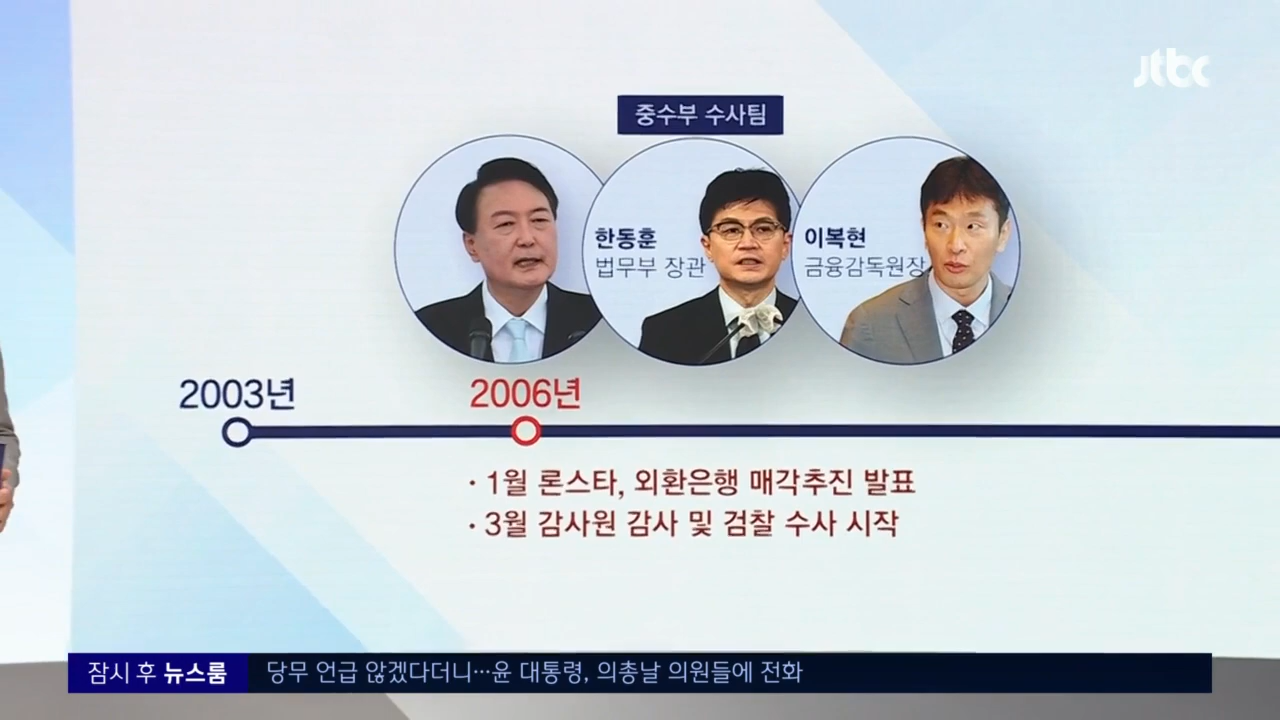 jtbc
중수부 수사팀
한동훈
법무부 장관
이복현
금융감독원장
2003년
2006년
· 1월 론스타, 외환은행 매각추진 발표
· 3월 감사원 감사 및 검찰 수사 시작
잠시 후 뉴스룸
당무 언급 않겠다더니…윤 대통령, 의총날 의원들에 전화